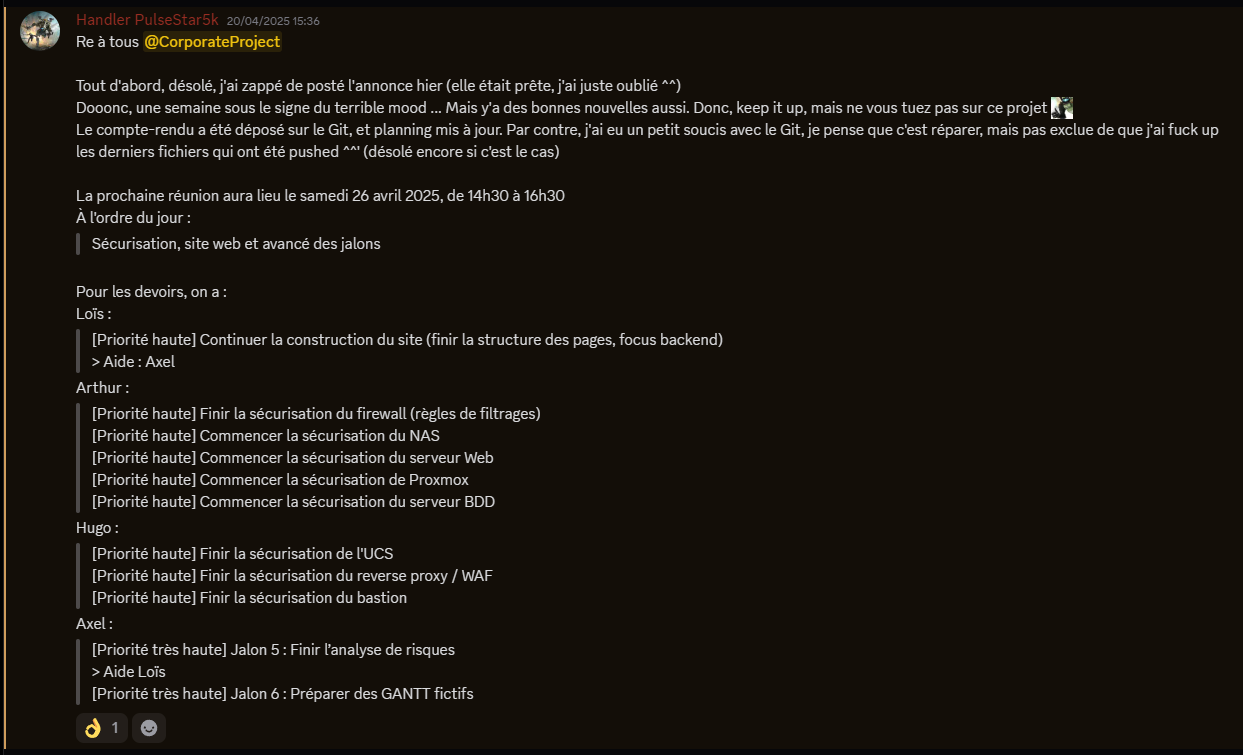 Handler PulseStar5k 20/04/2025 15:36
Re à tous @CorporateProject
Tout d'abord, désolé, j'ai zappé de posté l'annonce hier (elle était prête, j'ai juste oublié ^^)
Dooonc, une semaine sous le signe du terrible mood ... Mais y'a des bonnes nouvelles aussi. Donc, keep it up, mais ne vous tuez pas sur ce projet
Le compte-rendu a été déposé sur le Git, et planning mis à jour. Par contre, j'ai eu un petit soucis avec le Git, je pense que c'est réparer, mais pas exclue de que j'ai fuck up
les derniers fichiers qui ont été pushed ^^' (désolé encore si c'est le cas)
La prochaine réunion aura lieu le samedi 26 avril 2025, de 14h30 à 16h30
À l'ordre du jour :
Sécurisation, site web et avancé des jalons
Pour les devoirs, on a :
Loïs :
[Priorité haute] Continuer la construction du site (finir la structure des pages, focus backend)
> Aide : Axel
Arthur :
[Priorité haute] Finir la sécurisation du firewall (règles de filtrages)
[Priorité haute] Commencer la sécurisation du NAS
[Priorité haute] Commencer la sécurisation du serveur Web
[Priorité haute] Commencer la sécurisation de Proxmox
[Priorité haute] Commencer la sécurisation du serveur BDD
Hugo :
[Priorité haute] Finir la sécurisation de l'UCS
[Priorité haute] Finir la sécurisation du reverse proxy / WAF
[Priorité haute] Finir la sécurisation du bastion
Axel :
[Priorité très haute] Jalon 5 : Finir l'analyse de risques
> Aide Loïs
[Priorité très haute] Jalon 6 : Préparer des GANTT fictifs
1